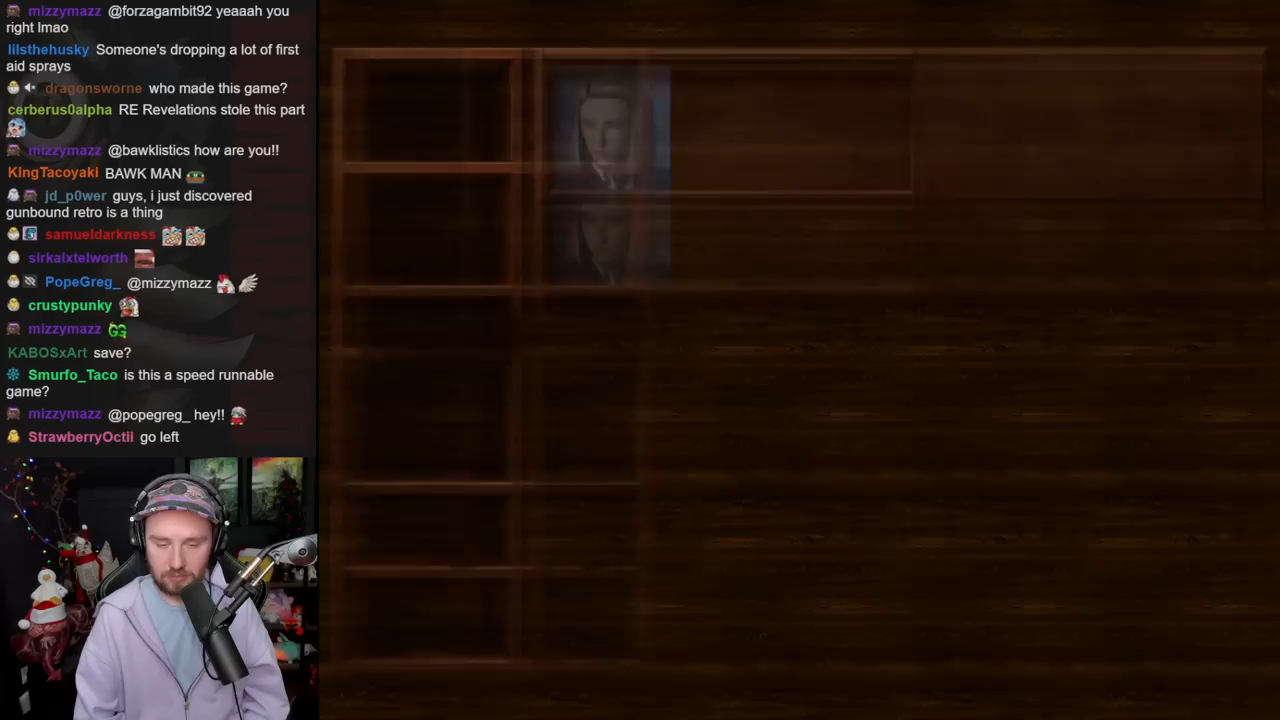 mizzymazz @forzagambit92 yeaaah you
right lmao
lilsthehusky Someone's dropping a lot of first
aid sprays
dragonsworne who made this game?
cerberus0alpha RE Revelations stole this part
mizzymazz @bawklistics how are you!!
KIngTacoyaki BAWK MAN
jd_p0wer guys, i just discovered
gunbound retro is a thing
samueldarkness
sirkaixtelworth
PopeGreg_ @mizzymazz
crustypunky
mizzymazz GG
KABOSxArt save?
Smurfo_Taco is this a speed runnable
game?
mizzymazz @popegreg_ hey!!
StrawberryOctii go left